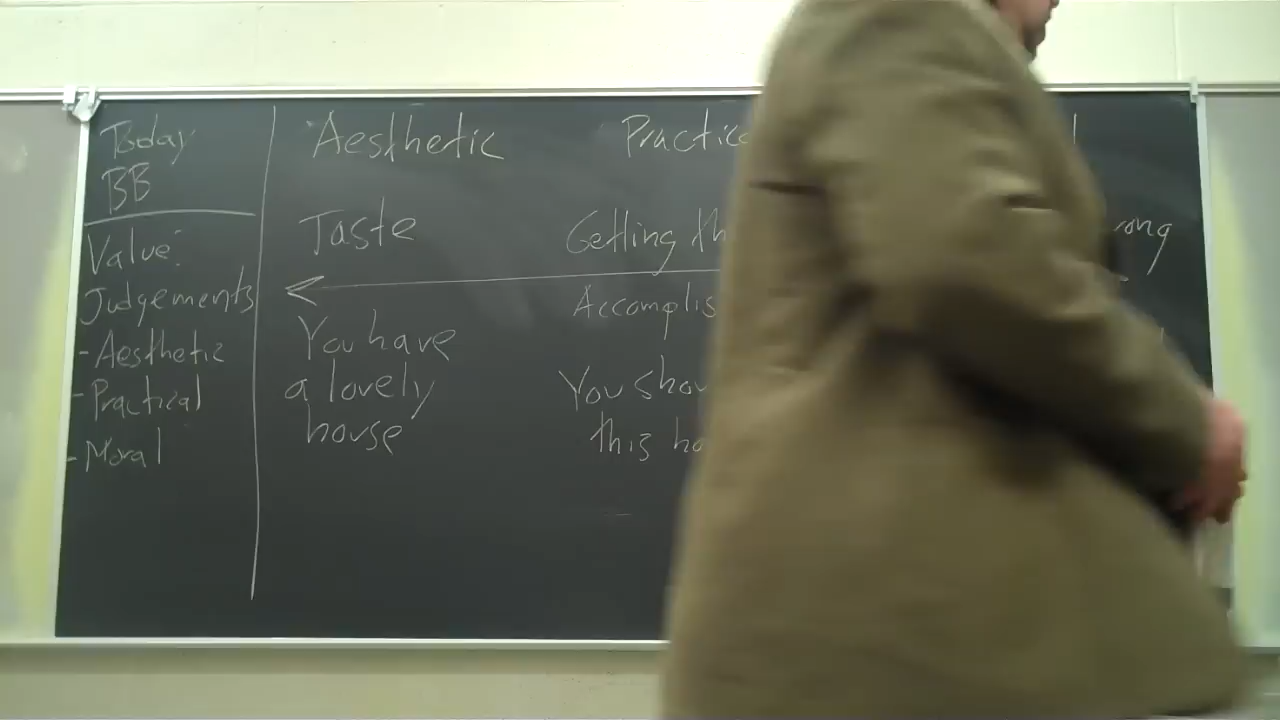 Today
BB
Value
Judgements
- Aesthetic
- Practical
- Moral
Aesthetic
Taste
You have
a lovely
house
Practic
Getting th
Accomplis
You shou
this ho
rong